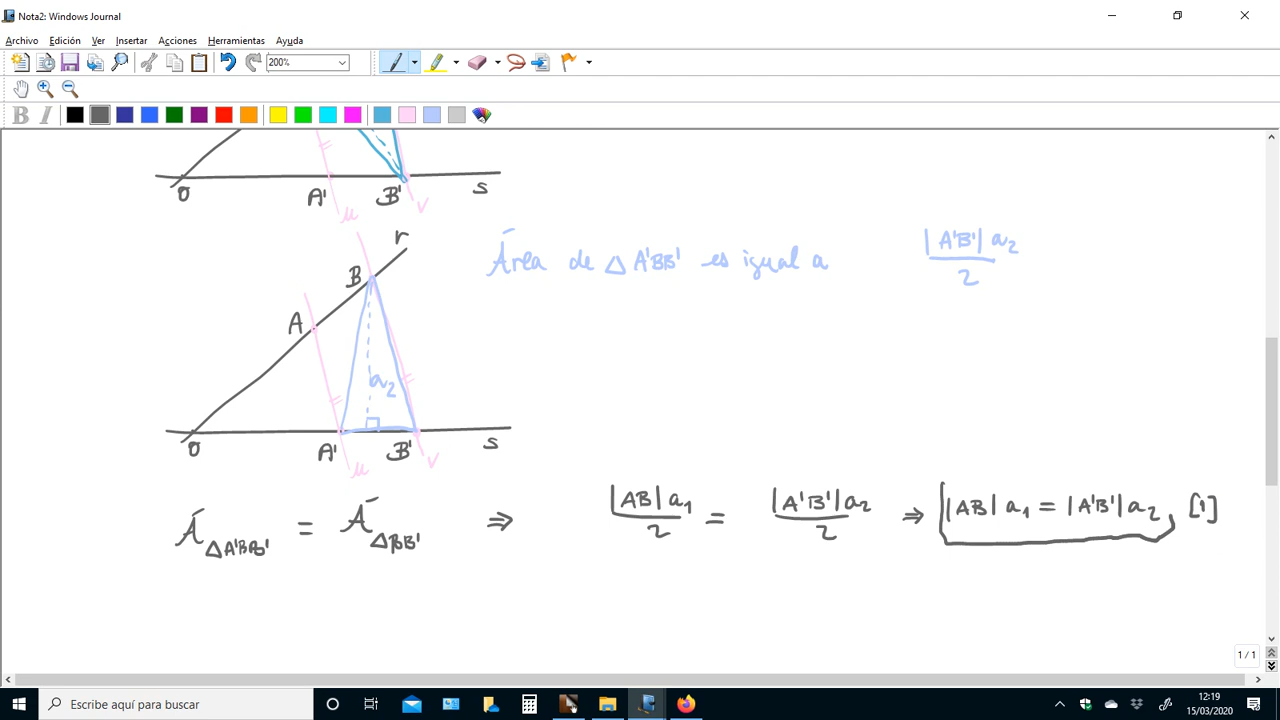 Nota2: Windows Journal
Archivo Edición Ver Insertar Acciones Herramientas Ayuda
200%
B I
O A' B' s
μ v
r
B
A
a2
O A' B' s
μ v
Área de Δ A'BB' es igual a |A'B'| a2 / 2
Á ΔA'BB' = Á ΔBB' ⇒ |AB| a1 / 2 = |A'B'| a2 / 2 ⇒ |AB| a1 = |A'B'| a2, [1]
1 / 1
Escribe aquí para buscar
12:19
15/03/2020